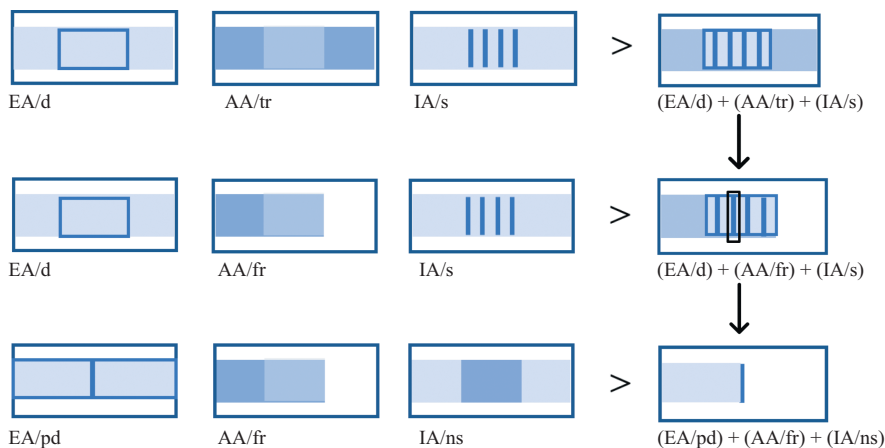 EA/d AA/tr IA/s > (EA/d) + (AA/tr) + (IA/s)
EA/d AA/fr IA/s > (EA/d) + (AA/fr) + (IA/s)
EA/pd AA/fr IA/ns > (EA/pd) + (AA/fr) + (IA/ns)